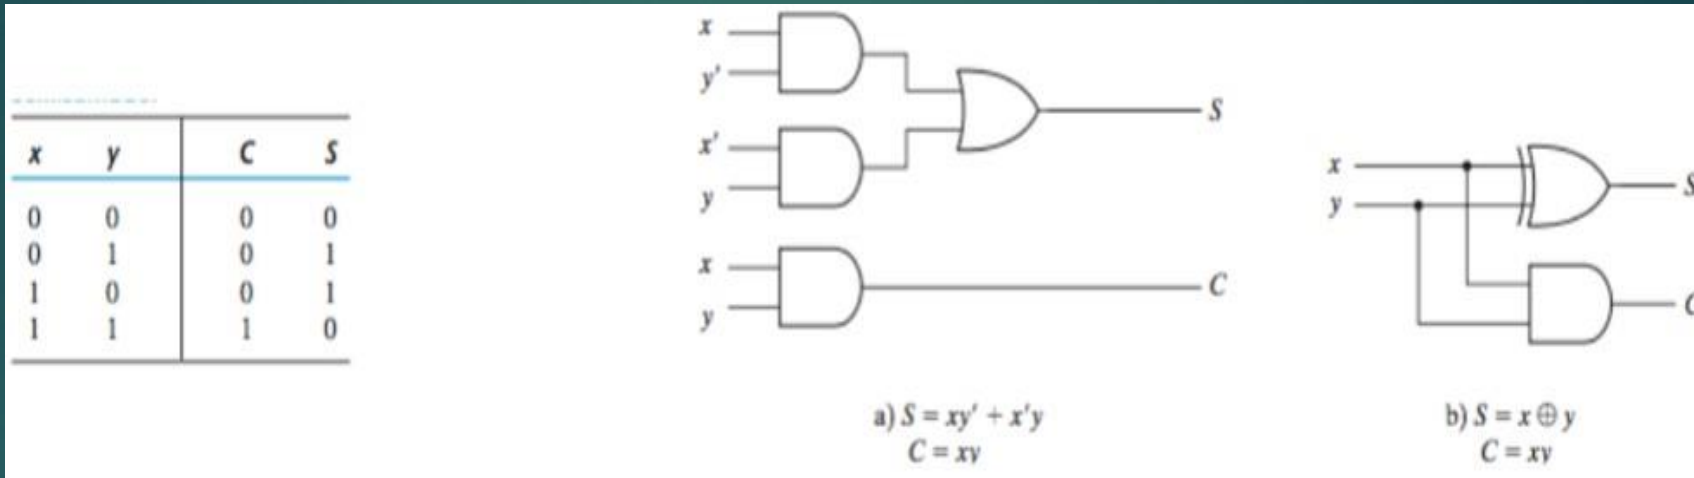 x y C S
0 0 0 0
0 1 0 1
1 0 0 1
1 1 1 0
x
y'
x'
y
S
x
y
C
a) S = xy' + x'y
C = xy
x
y
S
C
b) S = x ⊕ y
C = xy